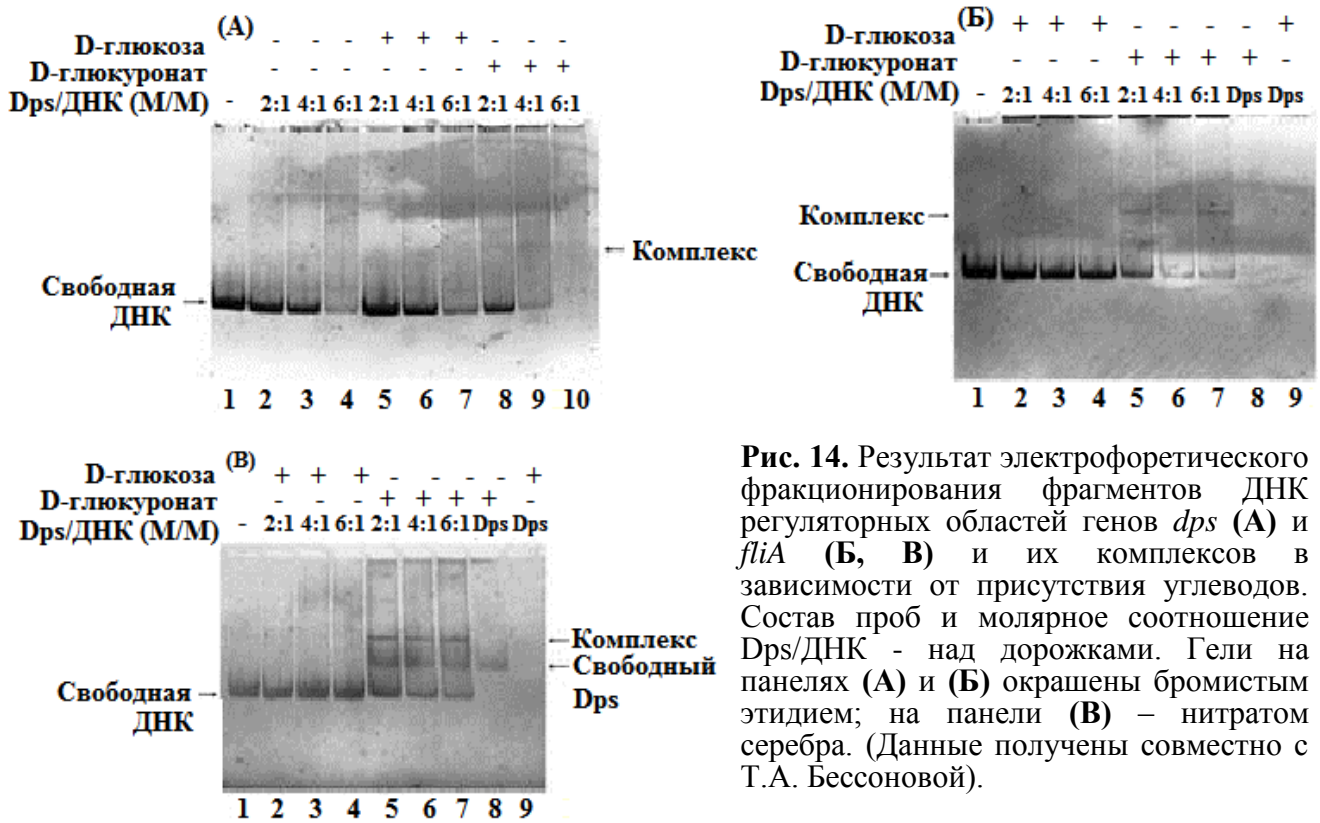 (А)
D-глюкоза - - - + + + - - -
D-глюкуронат - - - - - - + + +
Dps/ДНК (М/М) - 2:1 4:1 6:1 2:1 4:1 6:1 2:1 4:1 6:1
Комплекс
Свободная
ДНК
1 2 3 4 5 6 7 8 9 10
(Б)
D-глюкоза + + + - - - - +
D-глюкуронат - - - + + + + -
Dps/ДНК (М/М) - 2:1 4:1 6:1 2:1 4:1 6:1 Dps Dps
Комплекс
Свободная
ДНК
1 2 3 4 5 6 7 8 9
(В)
D-глюкоза + + + - - - - +
D-глюкуронат - - - + + + + -
Dps/ДНК (М/М) - 2:1 4:1 6:1 2:1 4:1 6:1 Dps Dps
Комплекс
Свободный
Dps
Свободная
ДНК
1 2 3 4 5 6 7 8 9
Рис. 14. Результат электрофоретического
фракционирования фрагментов ДНК
регуляторных областей генов dps (А) и
fliA (Б, В) и их комплексов в
зависимости от присутствия углеводов.
Состав проб и молярное соотношение
Dps/ДНК - над дорожками. Гели на
панелях (А) и (Б) окрашены бромистым
этидием; на панели (В) – нитратом
серебра. (Данные получены совместно с
Т.А. Бессоновой).